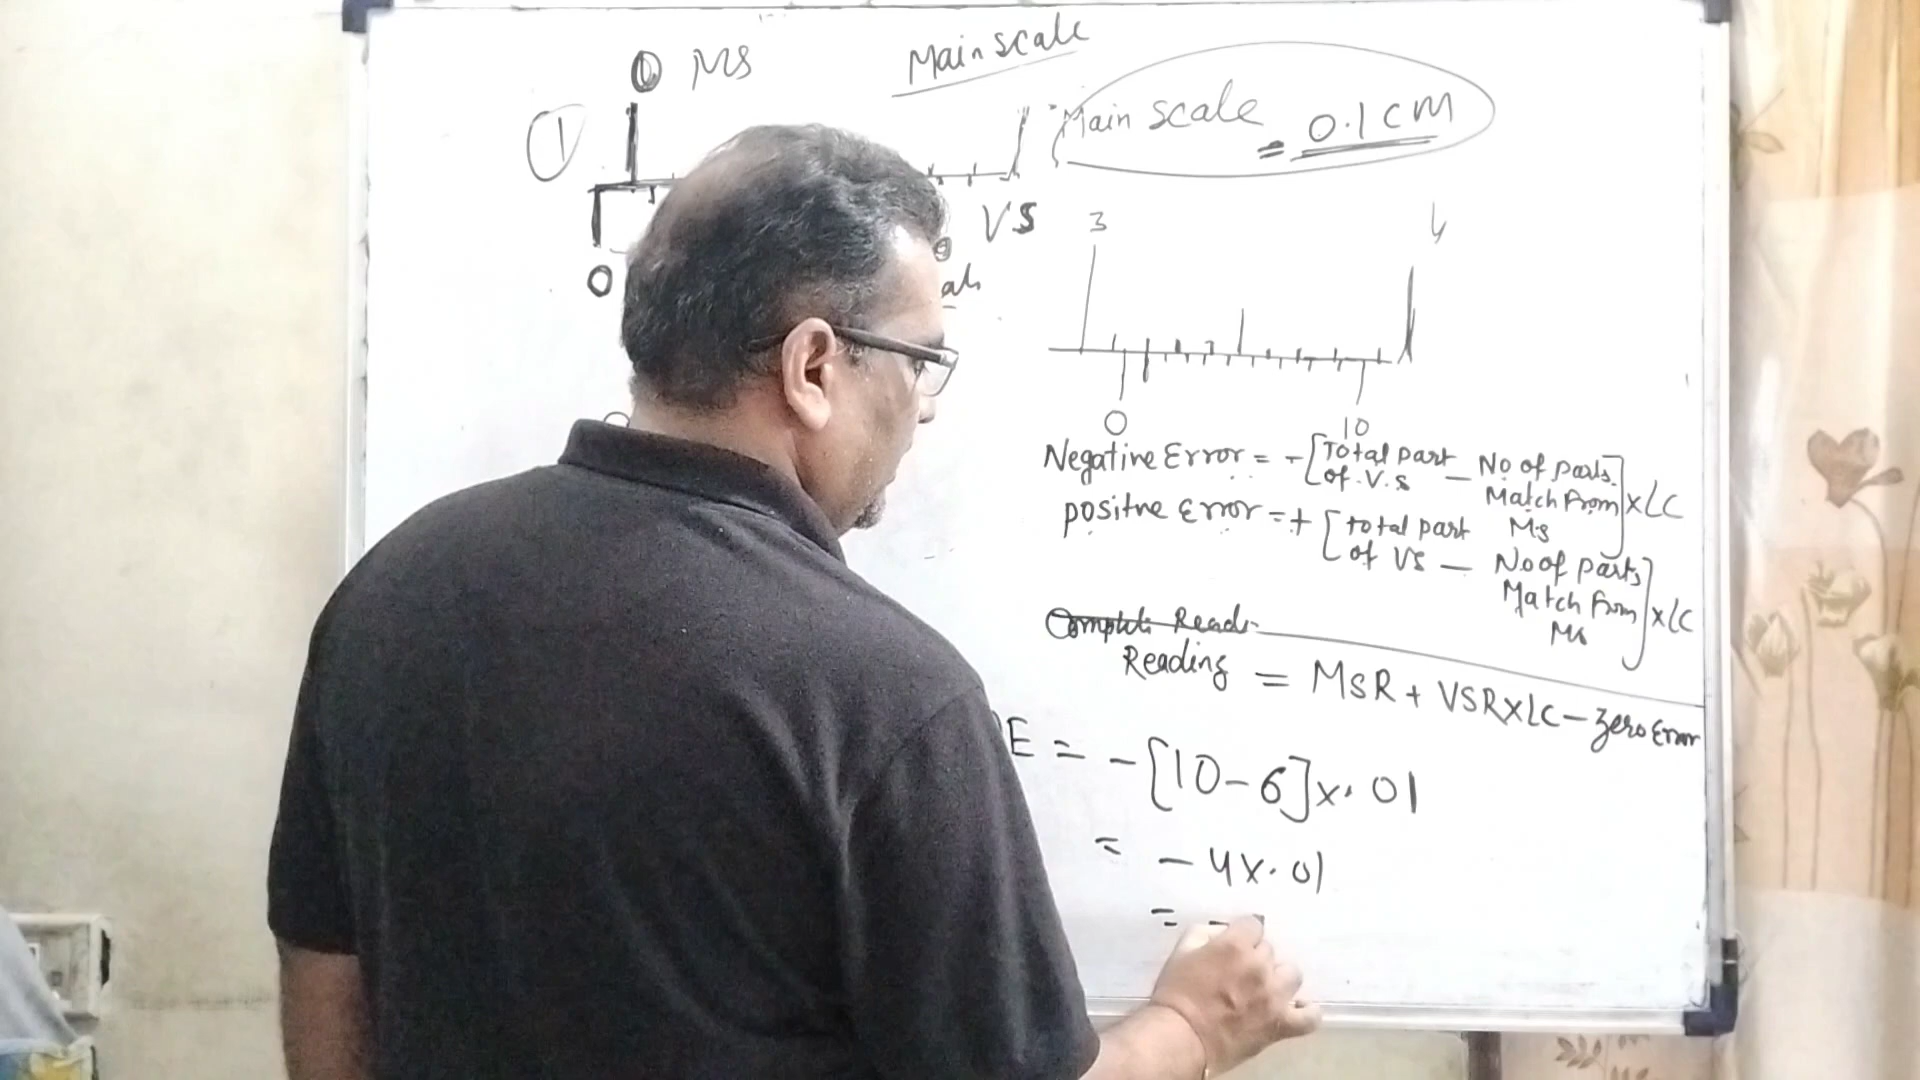 ① 0 MS
Main scale
Main scale
= 0.1 cm
VS
0
3 4
0 10
Negative Error = -[Total part of V.S — No of parts Match From MS] x LC
positive Error = + [total part of VS — No of parts Match From MS] x LC
Reading = MSR + VSR x LC - Zero Error
E = -[10-6] x .01
= - 4 x .01
= -